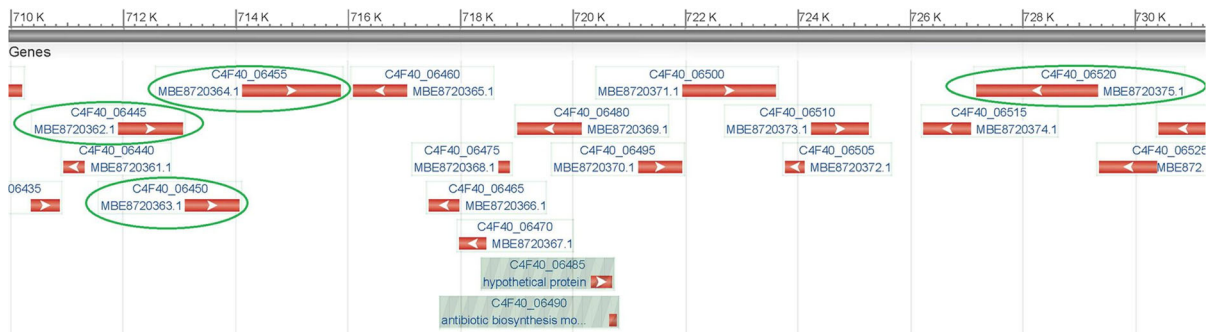 710 K 712 K 714 K 716 K 718 K 720 K 722 K 724 K 726 K 728 K 730 K
Genes
C4F40_06455 C4F40_06460 C4F40_06500 C4F40_06520
MBE8720364.1 MBE8720365.1 MBE8720371.1 MBE8720375.1
C4F40_06445 C4F40_06480 C4F40_06510 C4F40_06515
MBE8720362.1 MBE8720369.1 MBE8720373.1 MBE8720374.1
C4F40_06440 C4F40_06475 C4F40_06495 C4F40_06505 C4F40_06525
MBE8720361.1 MBE8720368.1 MBE8720370.1 MBE8720372.1 MBE872.
06435 C4F40_06450 C4F40_06465
MBE8720363.1 MBE8720366.1
C4F40_06470
MBE8720367.1
C4F40_06485
hypothetical protein
C4F40_06490
antibiotic biosynthesis mo...